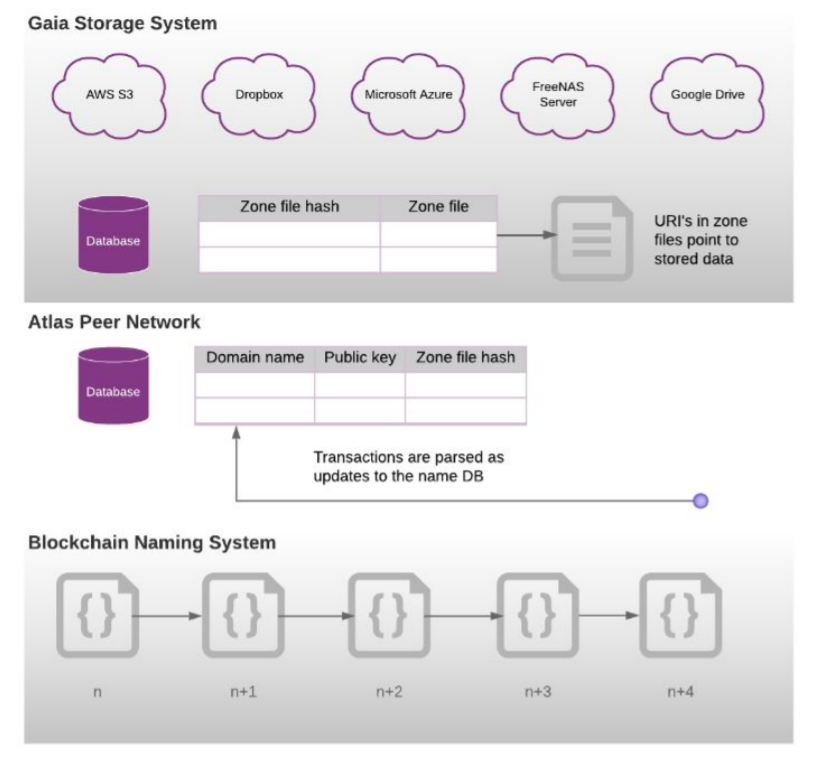 Gaia Storage System
AWS S3
Dropbox
Microsoft Azure
FreeNAS
Server
Google Drive
Database
Zone file hash
Zone file
URI's in zone
files point to
stored data
Atlas Peer Network
Database
Domain name
Public key
Zone file hash
Transactions are parsed as
updates to the name DB
Blockchain Naming System
{}
{}
{}
{}
{}
n
n+1
n+2
n+3
n+4